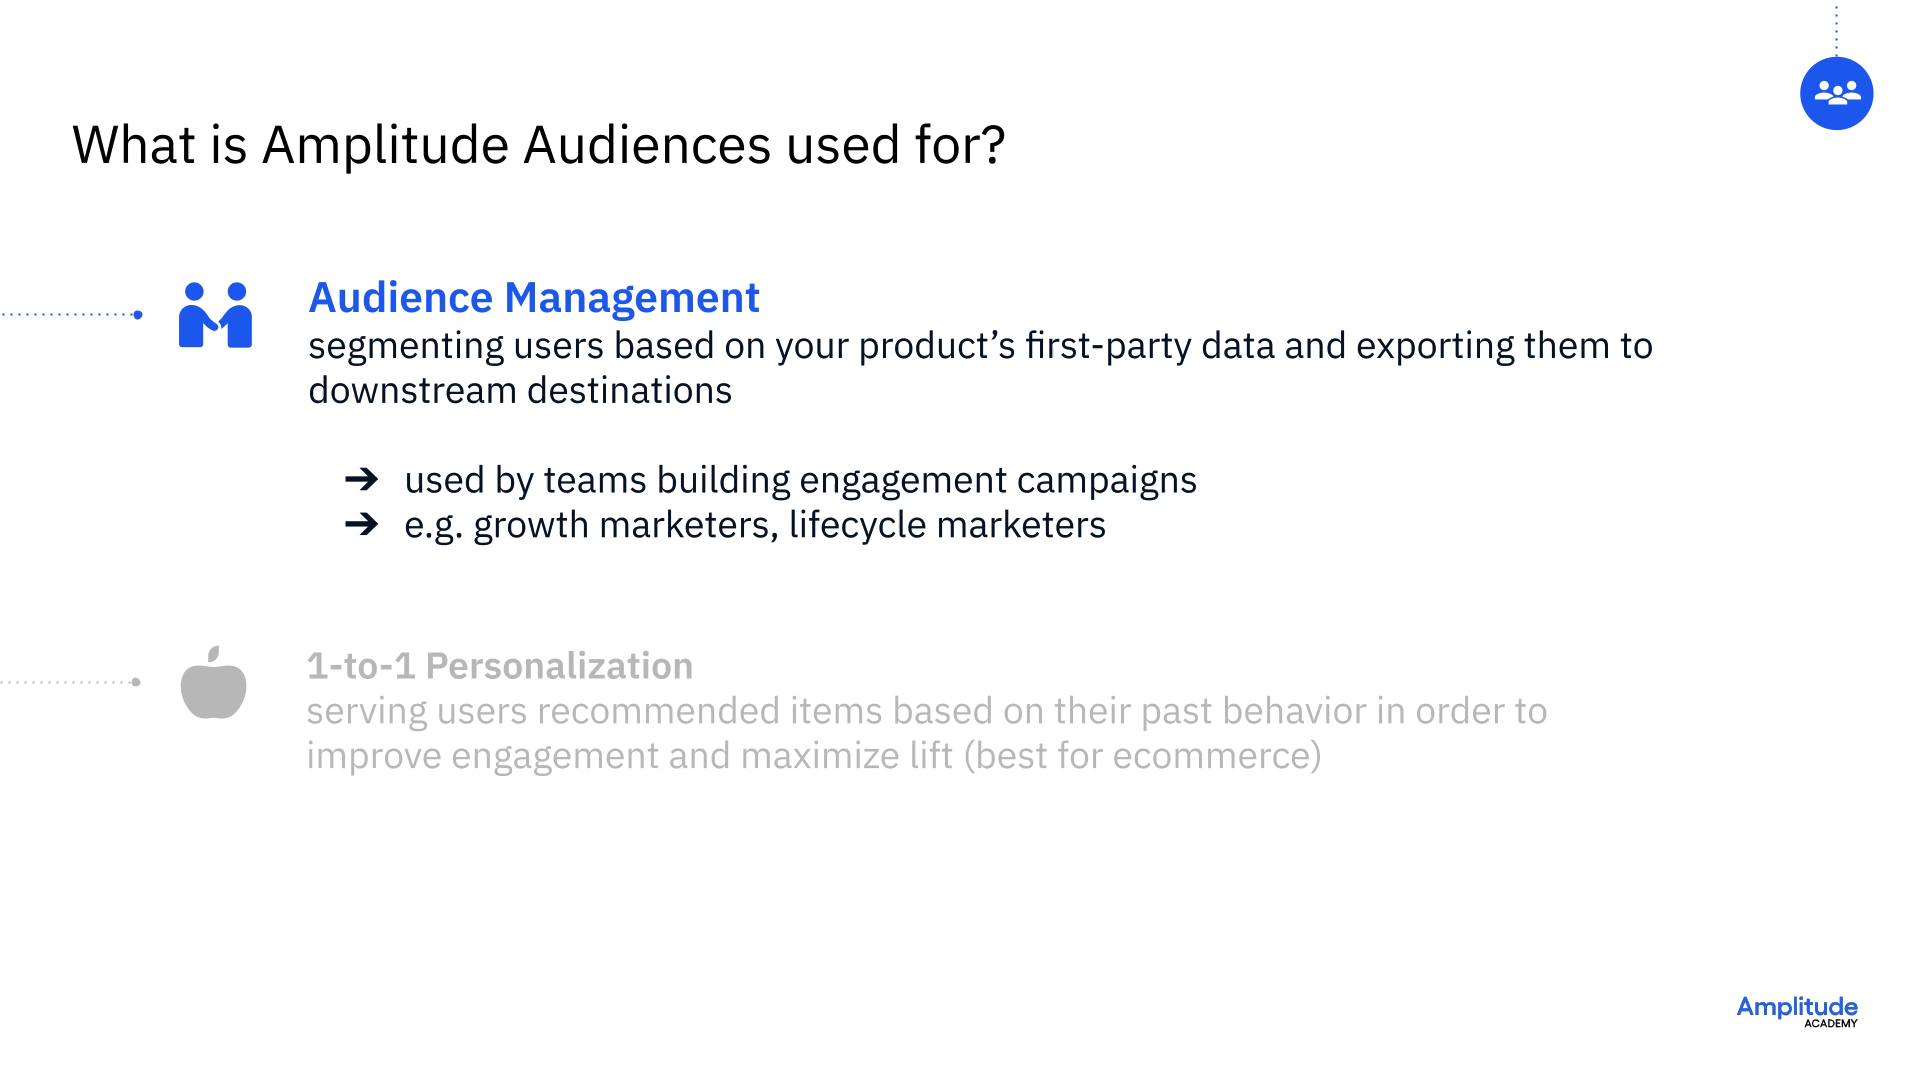 What is Amplitude Audiences used for?
Audience Management
segmenting users based on your product’s first-party data and exporting them to
downstream destinations
➔ used by teams building engagement campaigns
➔ e.g. growth marketers, lifecycle marketers
1-to-1 Personalization
serving users recommended items based on their past behavior in order to
improve engagement and maximize lift (best for ecommerce)
Amplitude
ACADEMY